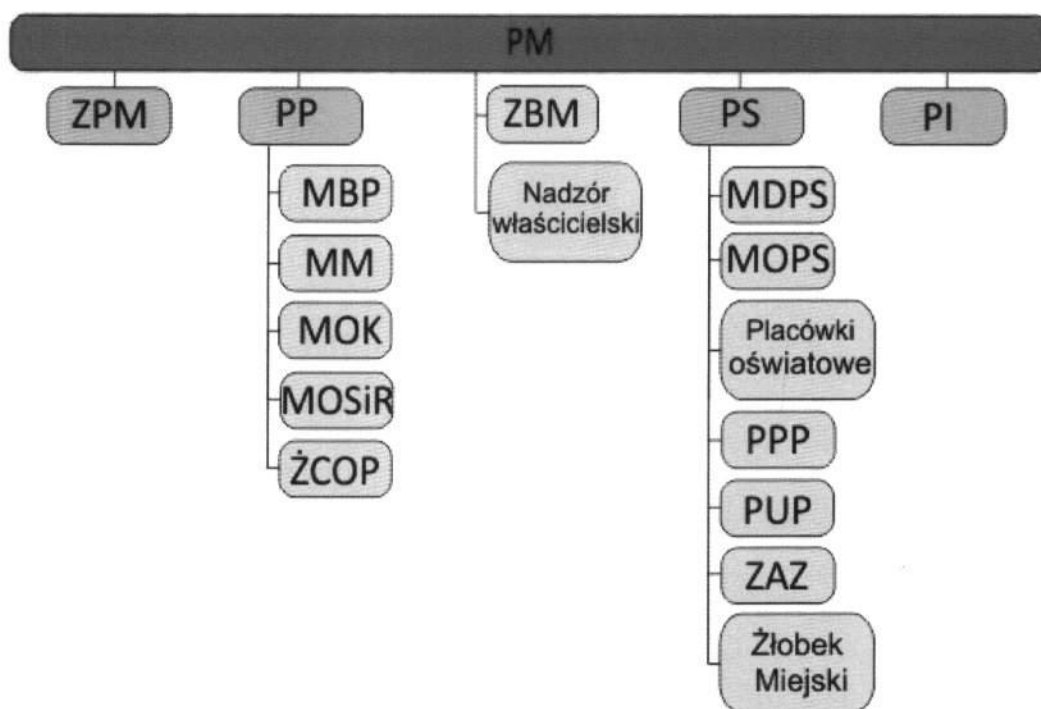 PM
ZPM
PP
MBP
MM
MOK
MOSiR
ŻCOP
ZBM
Nadzór
właścicielski
PS
MDPS
MOPS
Placówki
oświatowe
PPP
PUP
ZAZ
Żłobek
Miejski
PI